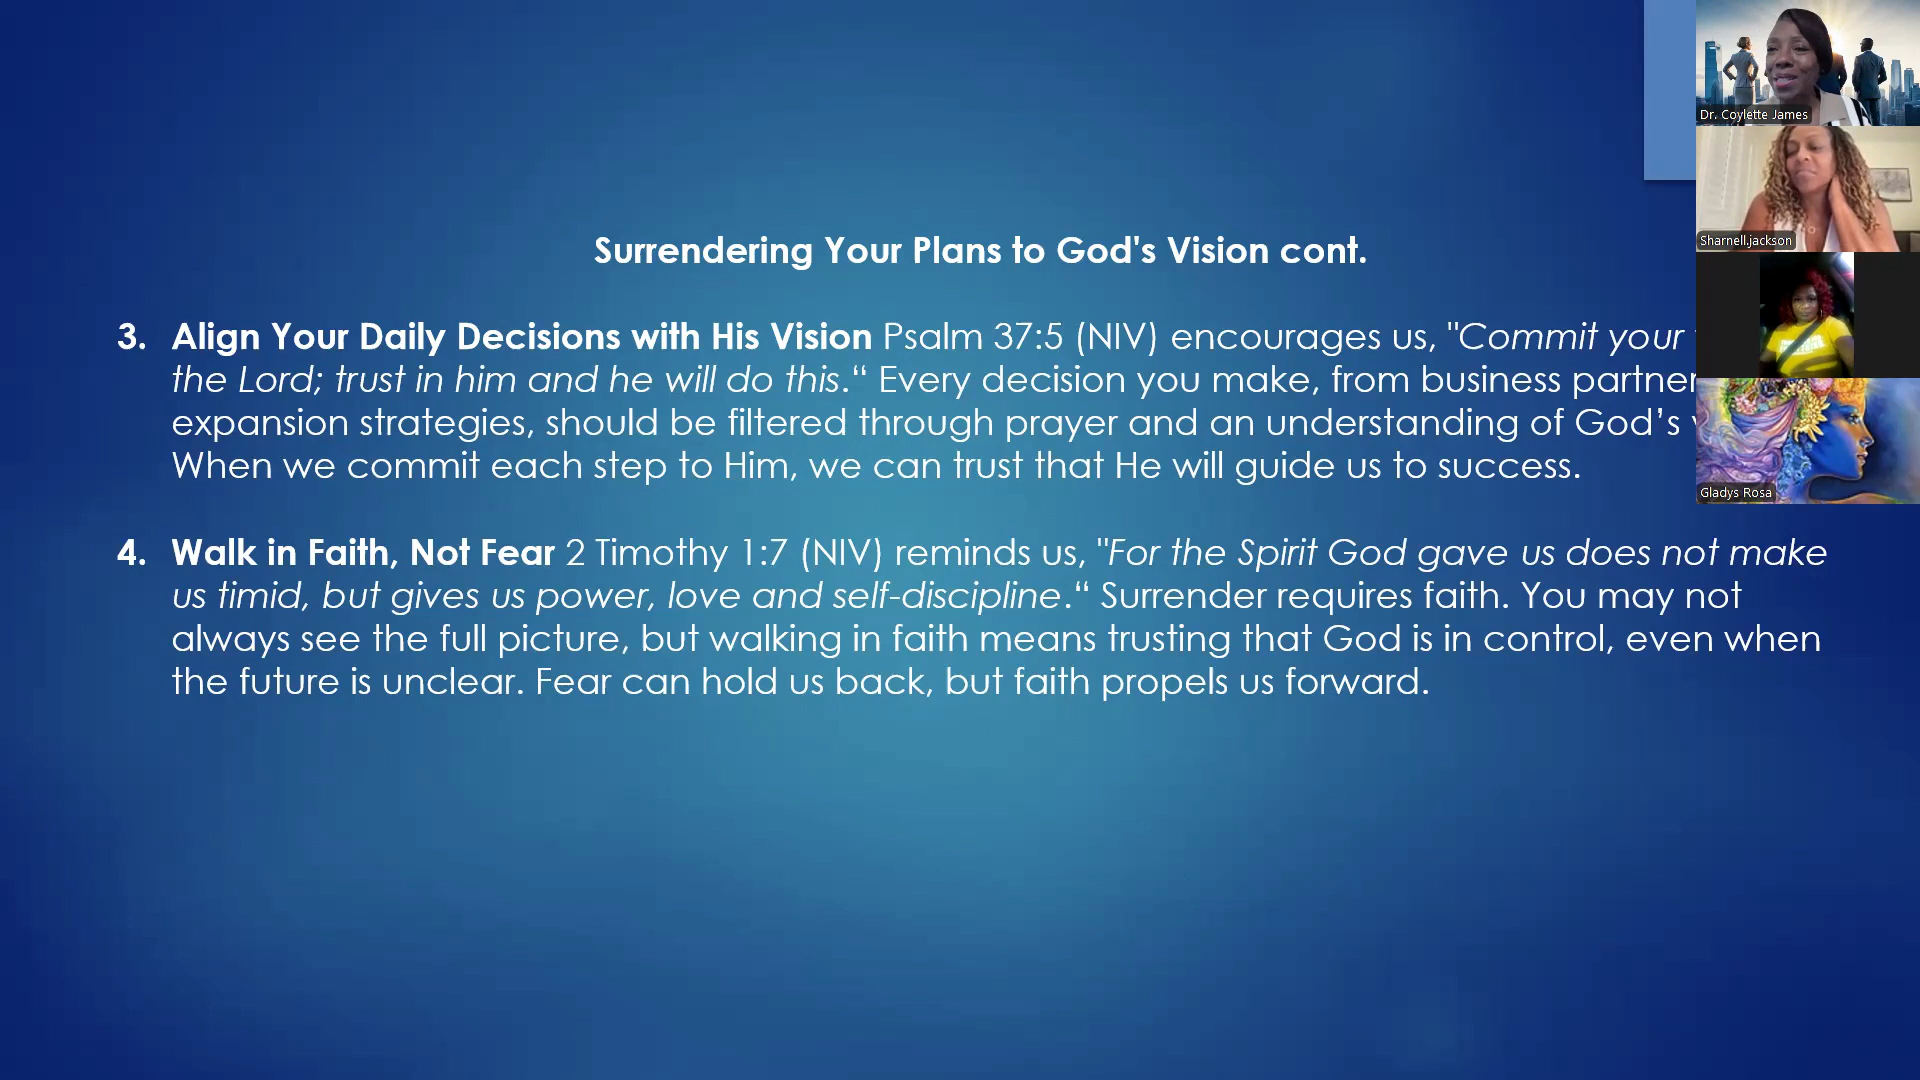 Surrendering Your Plans to God's Vision cont.
3. Align Your Daily Decisions with His Vision Psalm 37:5 (NIV) encourages us, "Commit your
the Lord; trust in him and he will do this.“ Every decision you make, from business partner
expansion strategies, should be filtered through prayer and an understanding of God’s
When we commit each step to Him, we can trust that He will guide us to success.
4. Walk in Faith, Not Fear 2 Timothy 1:7 (NIV) reminds us, "For the Spirit God gave us does not make
us timid, but gives us power, love and self-discipline.“ Surrender requires faith. You may not
always see the full picture, but walking in faith means trusting that God is in control, even when
the future is unclear. Fear can hold us back, but faith propels us forward.
Dr. Coylette James
Sharnell.jackson
Gladys Rosa